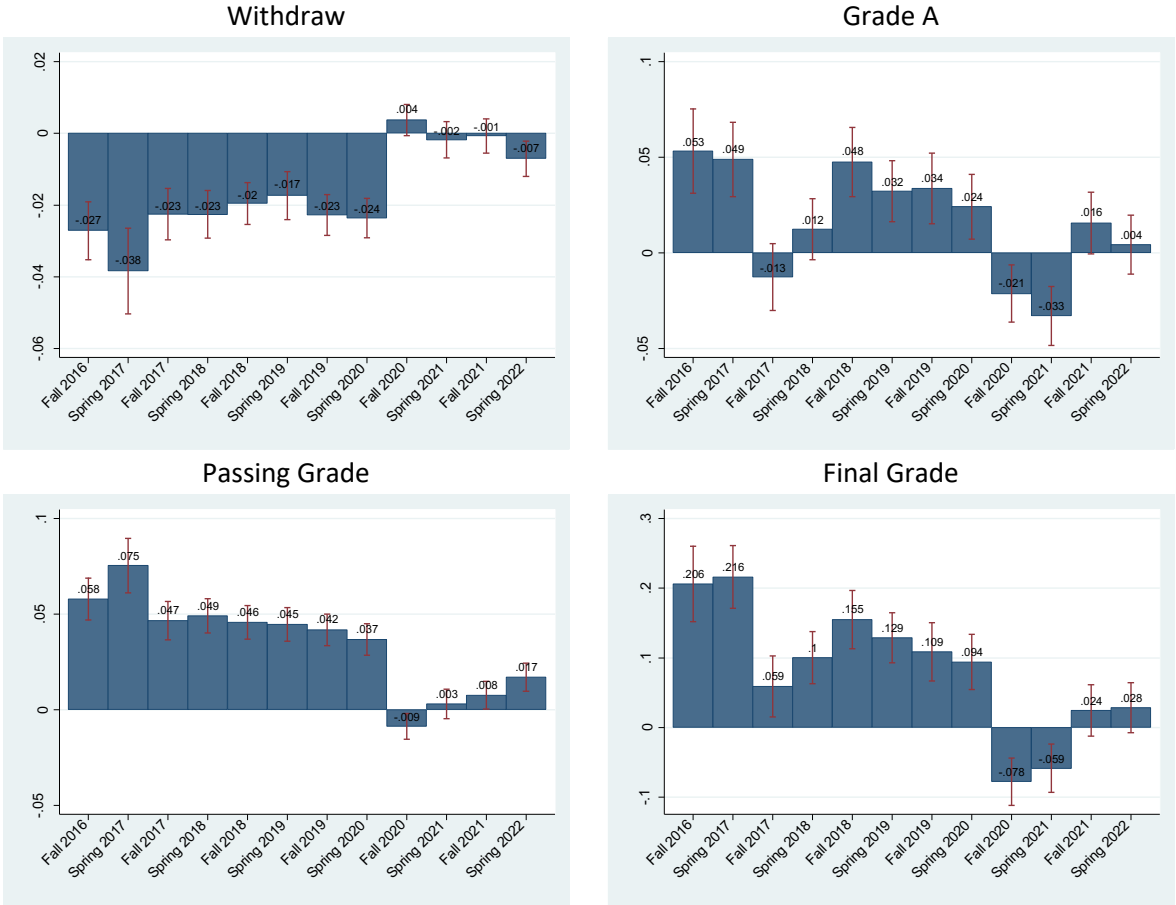 Withdraw
.02
0
-.02
-.04
-.06
-.027
-.038
-.023
-.023
-.02
-.017
-.023
-.024
.004
-.002
-.001
-.007
Fall 2016
Spring 2017
Fall 2017
Spring 2018
Fall 2018
Spring 2019
Fall 2019
Spring 2020
Fall 2020
Spring 2021
Fall 2021
Spring 2022
Grade A
.1
.05
0
-.05
.053
.049
-.013
.012
.048
.032
.034
.024
-.021
-.033
.016
.004
Fall 2016
Spring 2017
Fall 2017
Spring 2018
Fall 2018
Spring 2019
Fall 2019
Spring 2020
Fall 2020
Spring 2021
Fall 2021
Spring 2022
Passing Grade
.1
.05
0
-.05
.058
.075
.047
.049
.046
.045
.042
.037
-.009
.003
.008
.017
Fall 2016
Spring 2017
Fall 2017
Spring 2018
Fall 2018
Spring 2019
Fall 2019
Spring 2020
Fall 2020
Spring 2021
Fall 2021
Spring 2022
Final Grade
.3
.2
.1
0
-.1
.206
.216
.059
.1
.155
.129
.109
.094
-.078
-.059
.024
.028
Fall 2016
Spring 2017
Fall 2017
Spring 2018
Fall 2018
Spring 2019
Fall 2019
Spring 2020
Fall 2020
Spring 2021
Fall 2021
Spring 2022